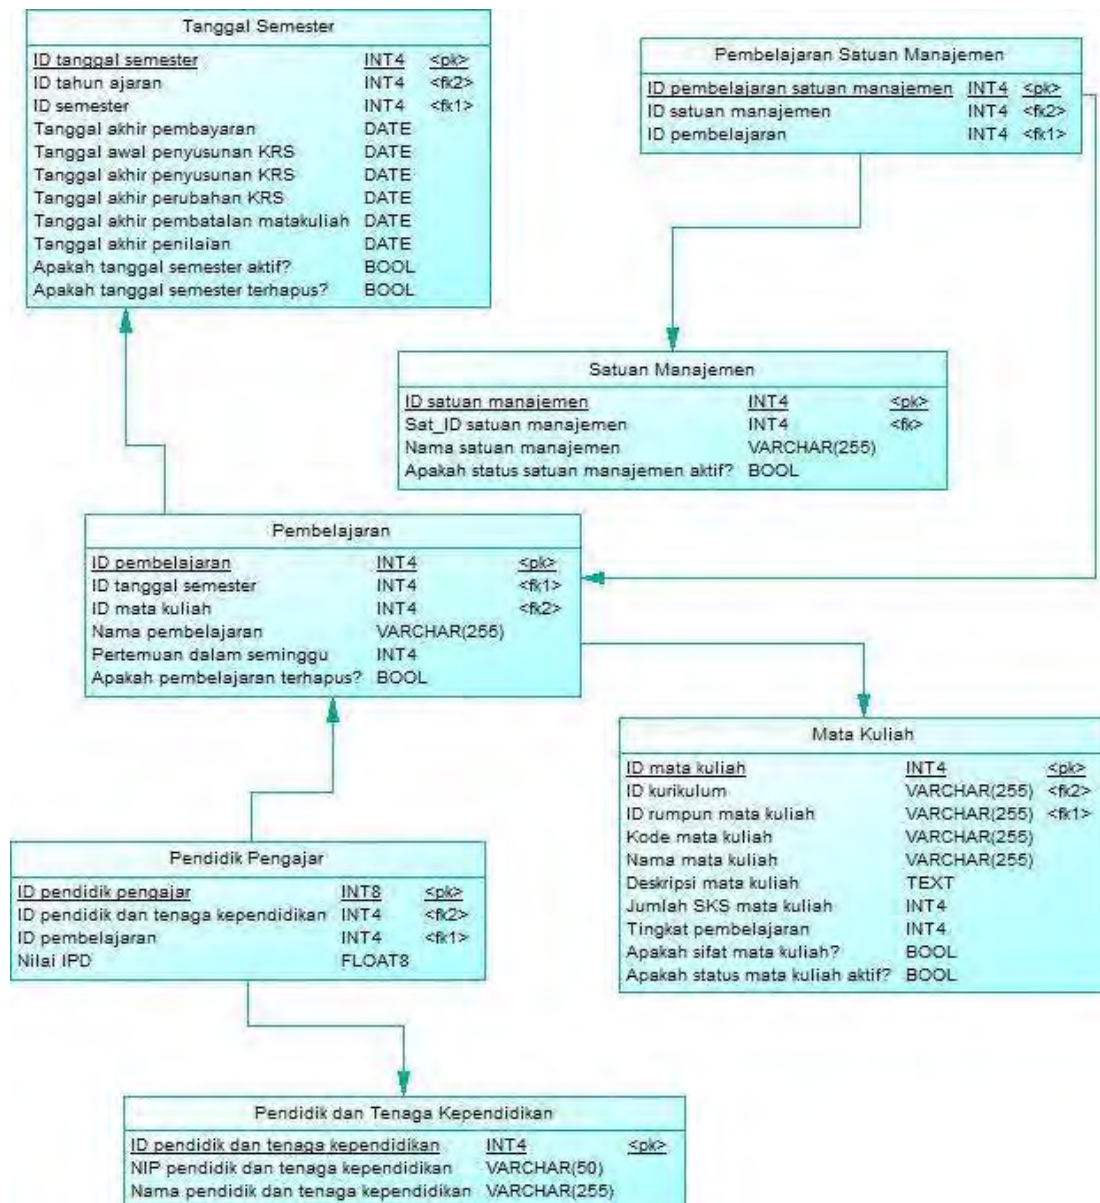 Tanggal Semester
ID tanggal semester INT4 <pk>
ID tahun ajaran INT4 <fk2>
ID semester INT4 <fk1>
Tanggal akhir pembayaran DATE
Tanggal awal penyusunan KRS DATE
Tanggal akhir penyusunan KRS DATE
Tanggal akhir perubahan KRS DATE
Tanggal akhir pembatalan matakuliah DATE
Tanggal akhir penilaian DATE
Apakah tanggal semester aktif? BOOL
Apakah tanggal semester terhapus? BOOL
Pembelajaran Satuan Manajemen
ID pembelajaran satuan manajemen INT4 <pk>
ID satuan manajemen INT4 <fk2>
ID pembelajaran INT4 <fk1>
Satuan Manajemen
ID satuan manajemen INT4 <pk>
Sat_ID satuan manajemen INT4 <fk>
Nama satuan manajemen VARCHAR(255)
Apakah status satuan manajemen aktif? BOOL
Pembelajaran
ID pembelajaran INT4 <pk>
ID tanggal semester INT4 <fk1>
ID mata kuliah INT4 <fk2>
Nama pembelajaran VARCHAR(255)
Pertemuan dalam seminggu INT4
Apakah pembelajaran terhapus? BOOL
Mata Kuliah
ID mata kuliah INT4 <pk>
ID kurikulum VARCHAR(255) <fk2>
ID rumpun mata kuliah VARCHAR(255) <fk1>
Kode mata kuliah VARCHAR(255)
Nama mata kuliah VARCHAR(255)
Deskripsi mata kuliah TEXT
Jumlah SKS mata kuliah INT4
Tingkat pembelajaran INT4
Apakah sifat mata kuliah? BOOL
Apakah status mata kuliah aktif? BOOL
Pendidik Pengajar
ID pendidik pengajar INT8 <pk>
ID pendidik dan tenaga kependidikan INT4 <fk2>
ID pembelajaran INT4 <fk1>
Nilai IPD FLOAT8
Pendidik dan Tenaga Kependidikan
ID pendidik dan tenaga kependidikan INT4 <pk>
NIP pendidik dan tenaga kependidikan VARCHAR(50)
Nama pendidik dan tenaga kependidikan VARCHAR(255)